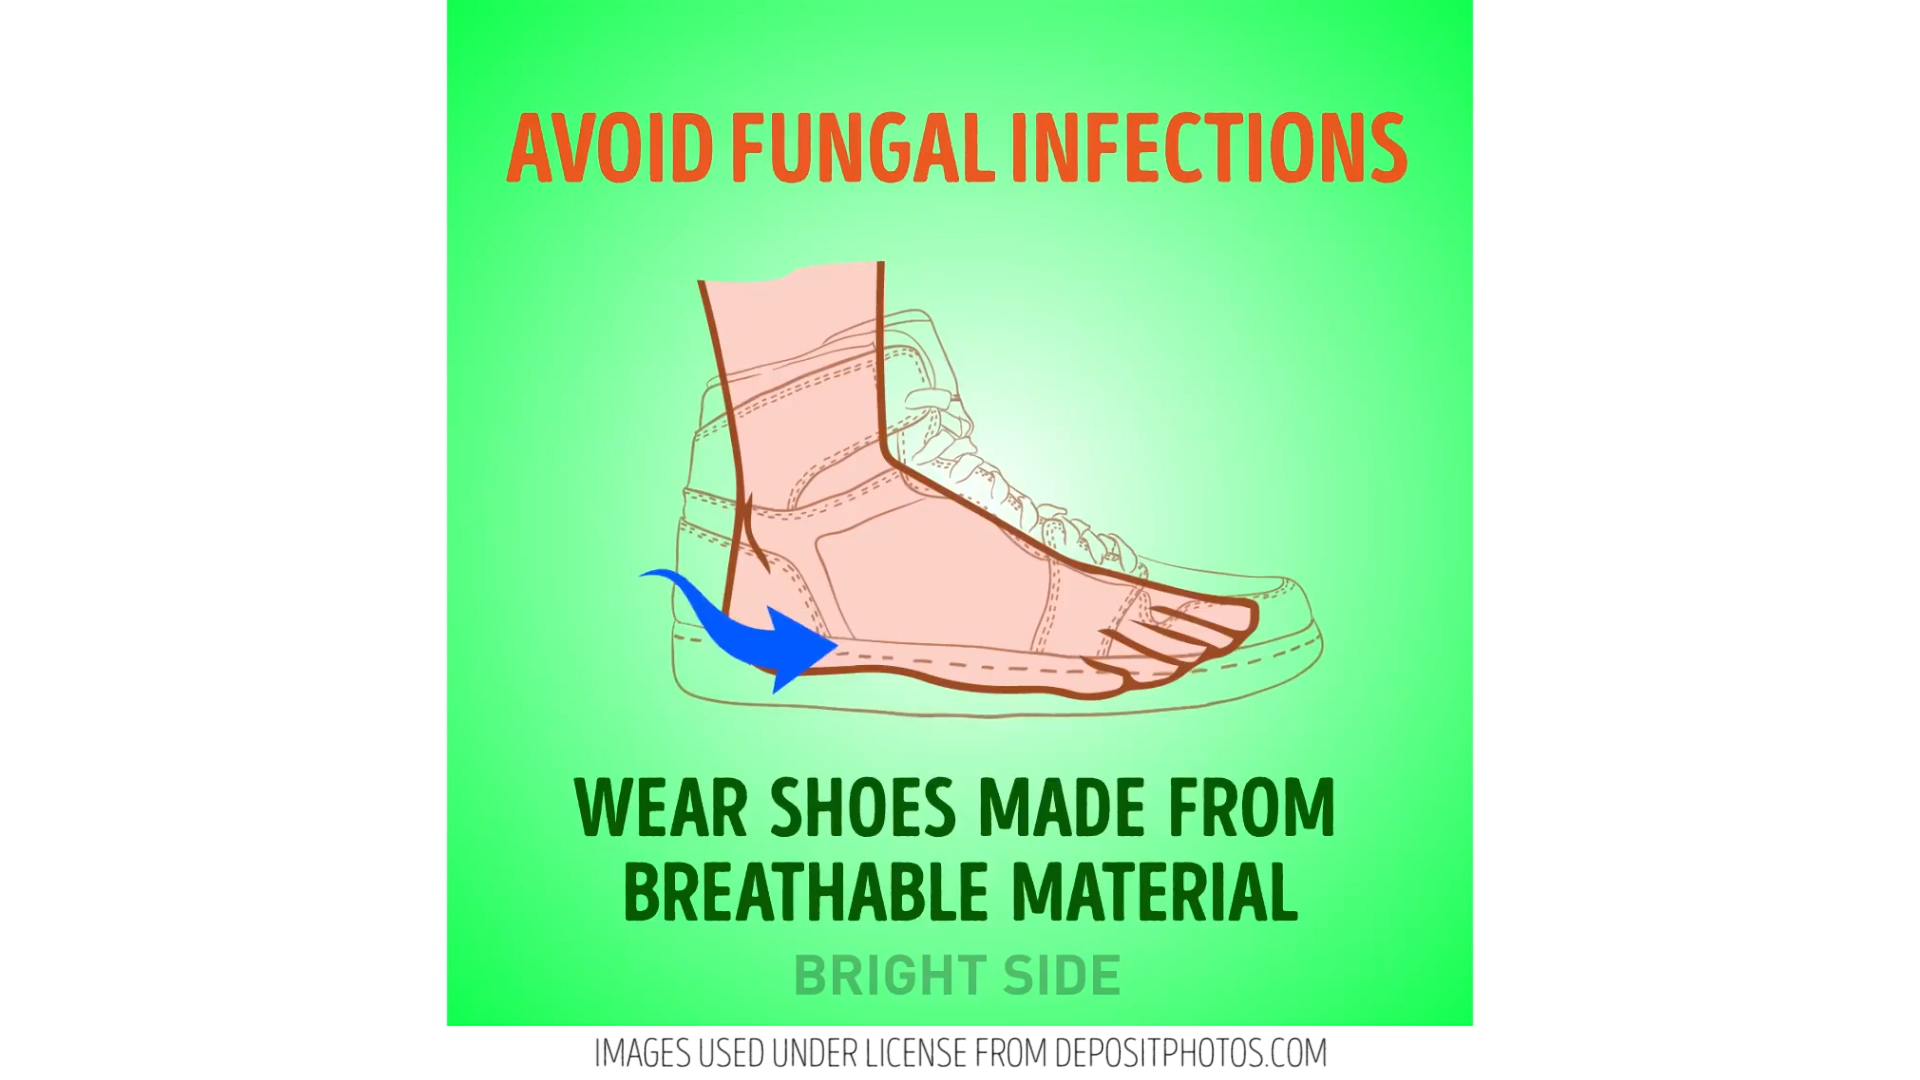 AVOID FUNGAL INFECTIONS
WEAR SHOES MADE FROM
BREATHABLE MATERIAL
BRIGHT SIDE
IMAGES USED UNDER LICENSE FROM DEPOSITPHOTOS.COM